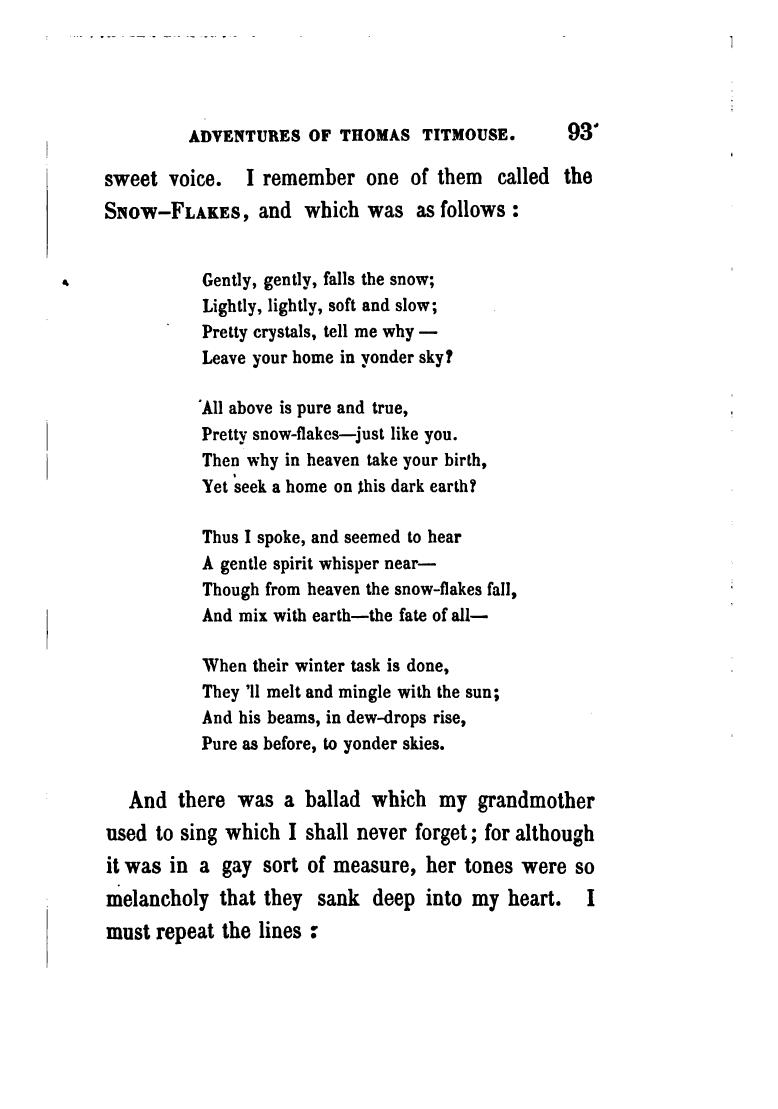 ADVENTURES OF THOMAS TITMOUSE. 93
sweet voice. I remember one of them called the
SNOW-FLAKES, and which was as follows:
Gently, gently, falls the snow;
Lightly, lightly, soft and slow;
Pretty crystals, tell me why —
Leave your home in yonder sky?
All above is pure and true,
Pretty snow-flakes—just like you.
Then why in heaven take your birth,
Yet seek a home on this dark earth?
Thus I spoke, and seemed to hear
A gentle spirit whisper near—
Though from heaven the snow-flakes fall,
And mix with earth—the fate of all—
When their winter task is done,
They 'll melt and mingle with the sun;
And his beams, in dew-drops rise,
Pure as before, to yonder skies.
And there was a ballad which my grandmother
used to sing which I shall never forget; for although
it was in a gay sort of measure, her tones were so
melancholy that they sank deep into my heart. I
must repeat the lines: